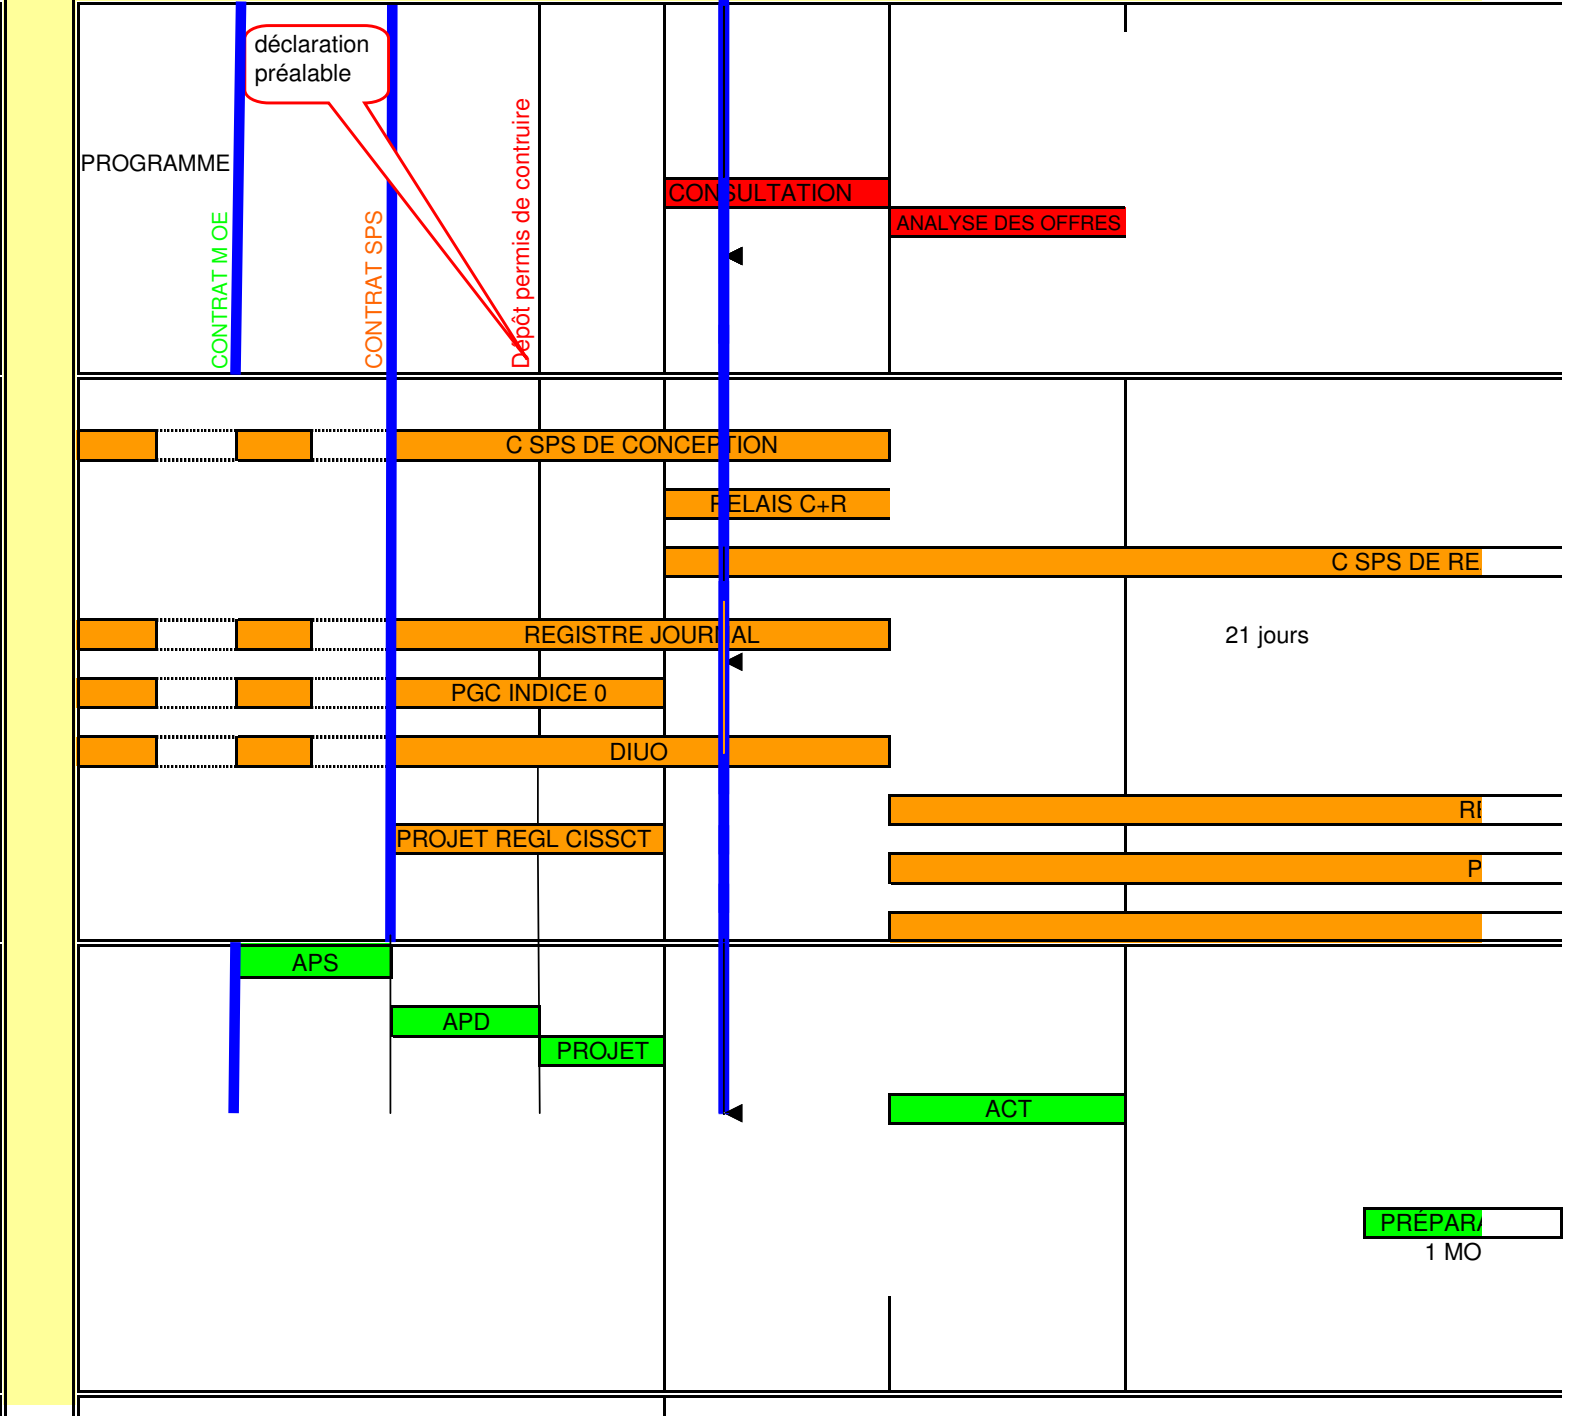 déclaration
préalable
PROGRAMME
CONTRAT M OE
CONTRAT SPS
Dépôt permis de contruire
CONSULTATION
ANALYSE DES OFFRES
C SPS DE CONCEPTION
RELAIS C+R
C SPS DE RE
REGISTRE JOURNAL
21 jours
PGC INDICE 0
DIUO
RE
PROJET REGL CISSCT
P
APS
APD
PROJET
ACT
PRÉPARA
1 MO